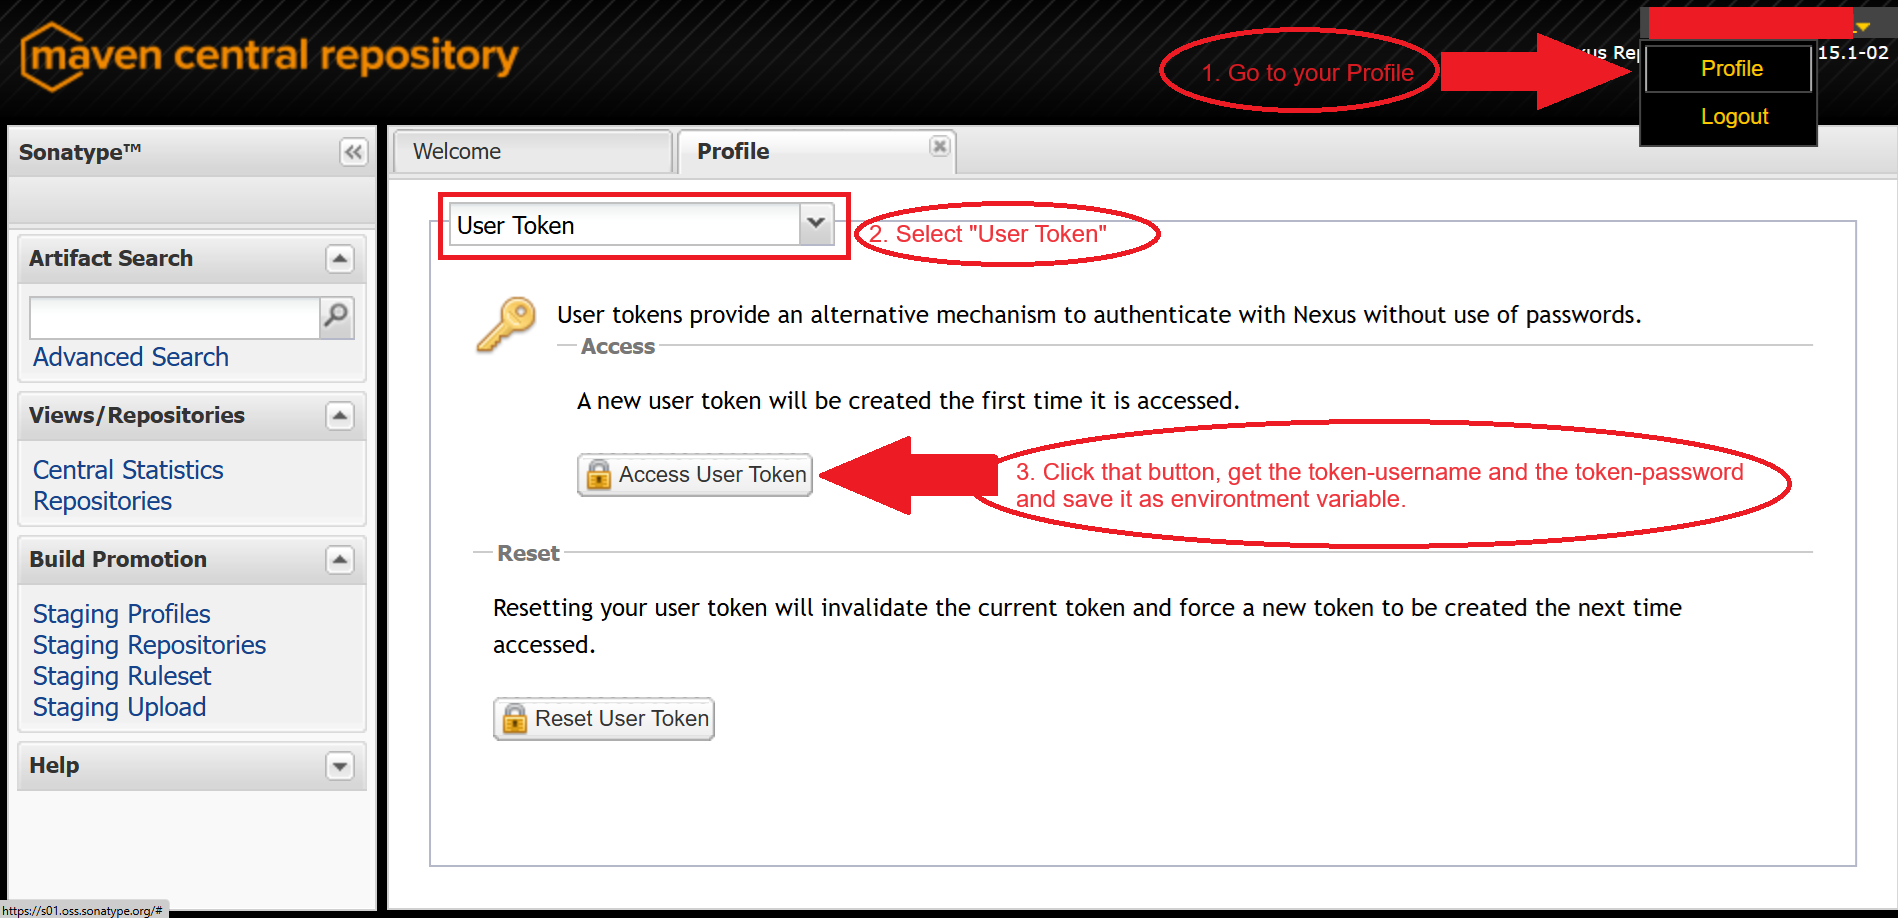 maven central repository
1. Go to your Profile
15.1-02
Profile
Logout
Sonatype™
Welcome
Profile
User Token
2. Select "User Token"
Artifact Search
Advanced Search
User tokens provide an alternative mechanism to authenticate with Nexus without use of passwords.
Access
A new user token will be created the first time it is accessed.
Views/Repositories
Central Statistics
Repositories
Access User Token
3. Click that button, get the token-username and the token-password
and save it as environtment variable.
Build Promotion
Staging Profiles
Staging Repositories
Staging Ruleset
Staging Upload
Reset
Resetting your user token will invalidate the current token and force a new token to be created the next time
accessed.
Reset User Token
Help
https://s01.oss.sonatype.org/#